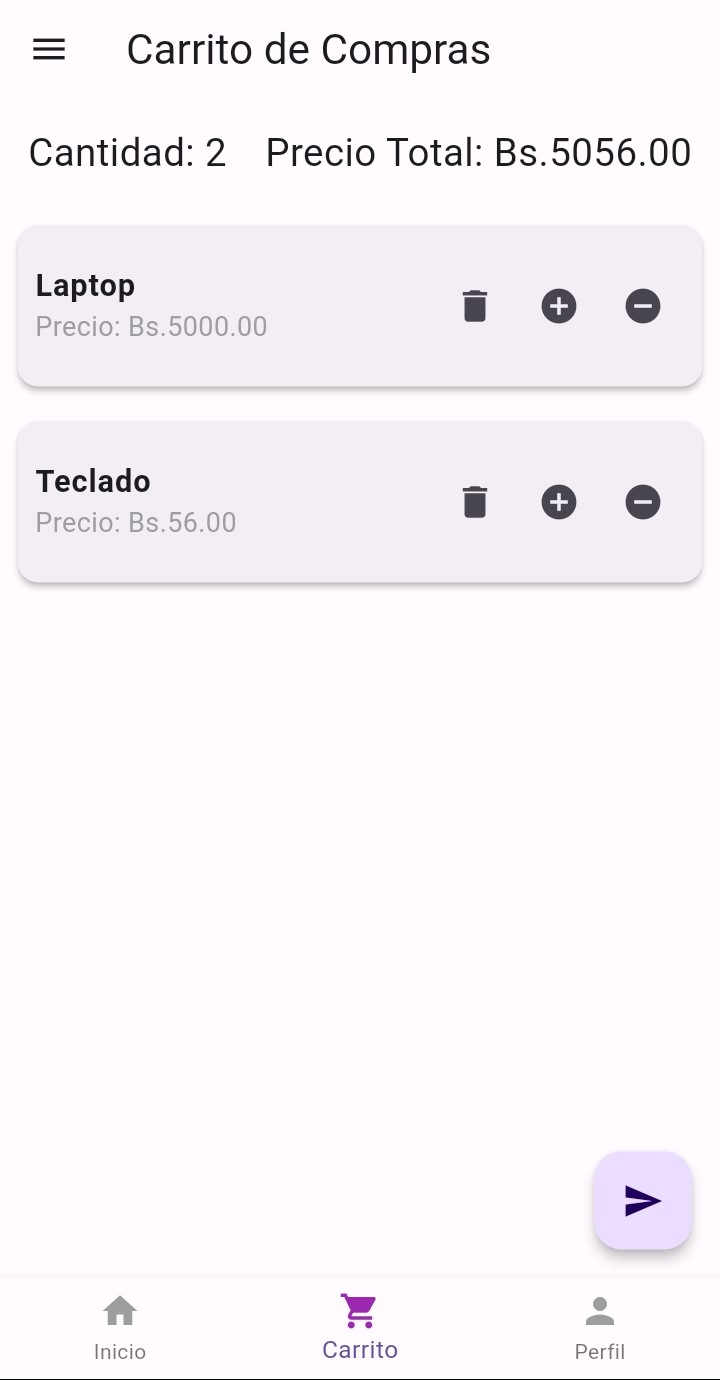 Carrito de Compras
Cantidad: 2 Precio Total: Bs.5056.00
Laptop
Precio: Bs.5000.00
Teclado
Precio: Bs.56.00
Inicio Carrito Perfil